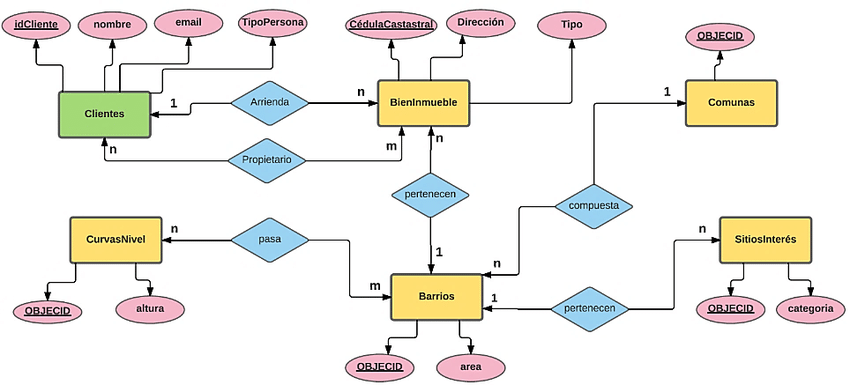 idCliente
nombre
email
TipoPersona
CédulaCastastral
Dirección
Tipo
OBJECID
Clientes
1
Arrienda
n
BienInmueble
1
Comunas
n
Propietario
m
n
pertenecen
compuesta
CurvasNivel
n
pasa
1
n
n
SitiosInterés
m
Barrios
1
pertenecen
OBJECID
altura
OBJECID
categoria
OBJECID
area